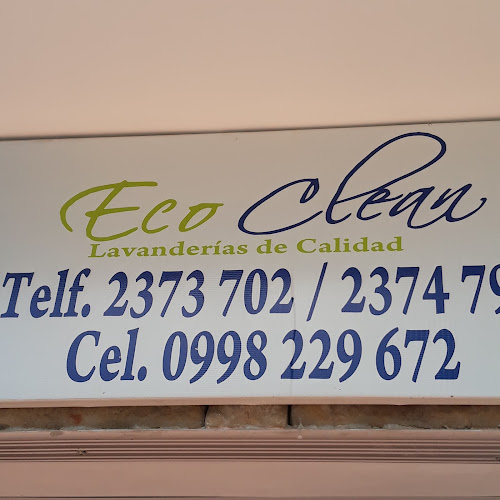 Eco Clean
Lavanderías de Calidad
Telf. 2373 702 / 2374 79
Cel. 0998 229 672